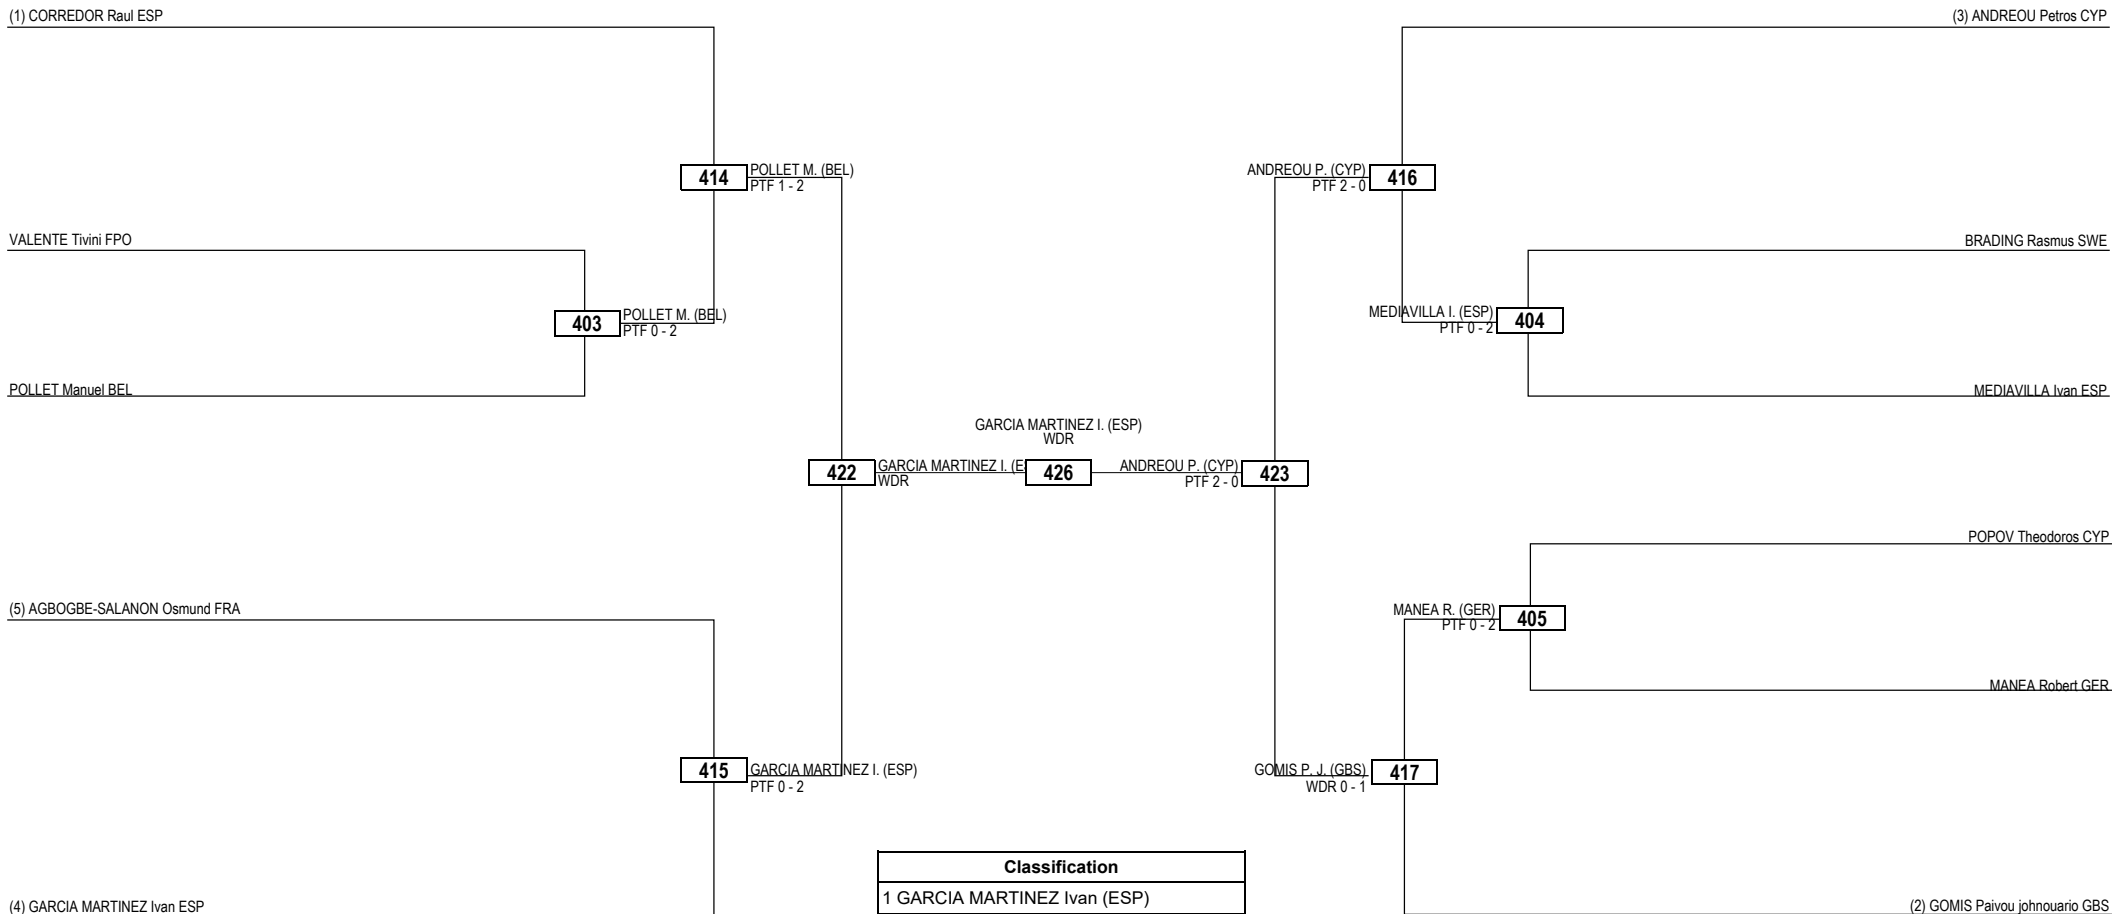 (1) CORREDOR Raul ESP
(3) ANDREOU Petros CYP
414
POLLET M. (BEL)
PTF 1 - 2
ANDREOU P. (CYP)
PTF 2 - 0
416
VALENTE Tivini FPO
BRADING Rasmus SWE
403
POLLET M. (BEL)
PTF 0 - 2
MEDIAVILLA I. (ESP)
PTF 0 - 2
404
POLLET Manuel BEL
MEDIAVILLA Ivan ESP
GARCIA MARTINEZ I. (ESP)
WDR
422
GARCIA MARTINEZ I. (E
WDR
426
ANDREOU P. (CYP)
PTF 2 - 0
423
POPOV Theodoros CYP
(5) AGBOGBE-SALANON Osmund FRA
MANEA R. (GER)
PTF 0 - 2
405
MANEA Robert GER
415
GARCIA MARTINEZ I. (ESP)
PTF 0 - 2
GOMIS P. J. (GBS)
WDR 0 - 1
417
Classification
1 GARCIA MARTINEZ Ivan (ESP)
(4) GARCIA MARTINEZ Ivan ESP
(2) GOMIS Paivou johnouario GBS